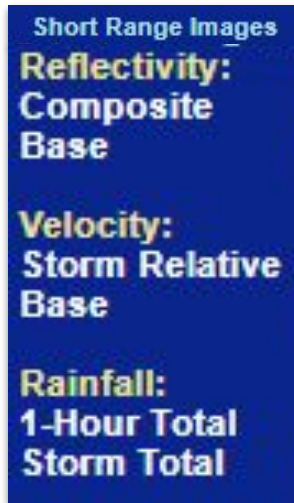 Short Range Images
Reflectivity:
Composite
Base
Velocity:
Storm Relative
Base
Rainfall:
1-Hour Total
Storm Total